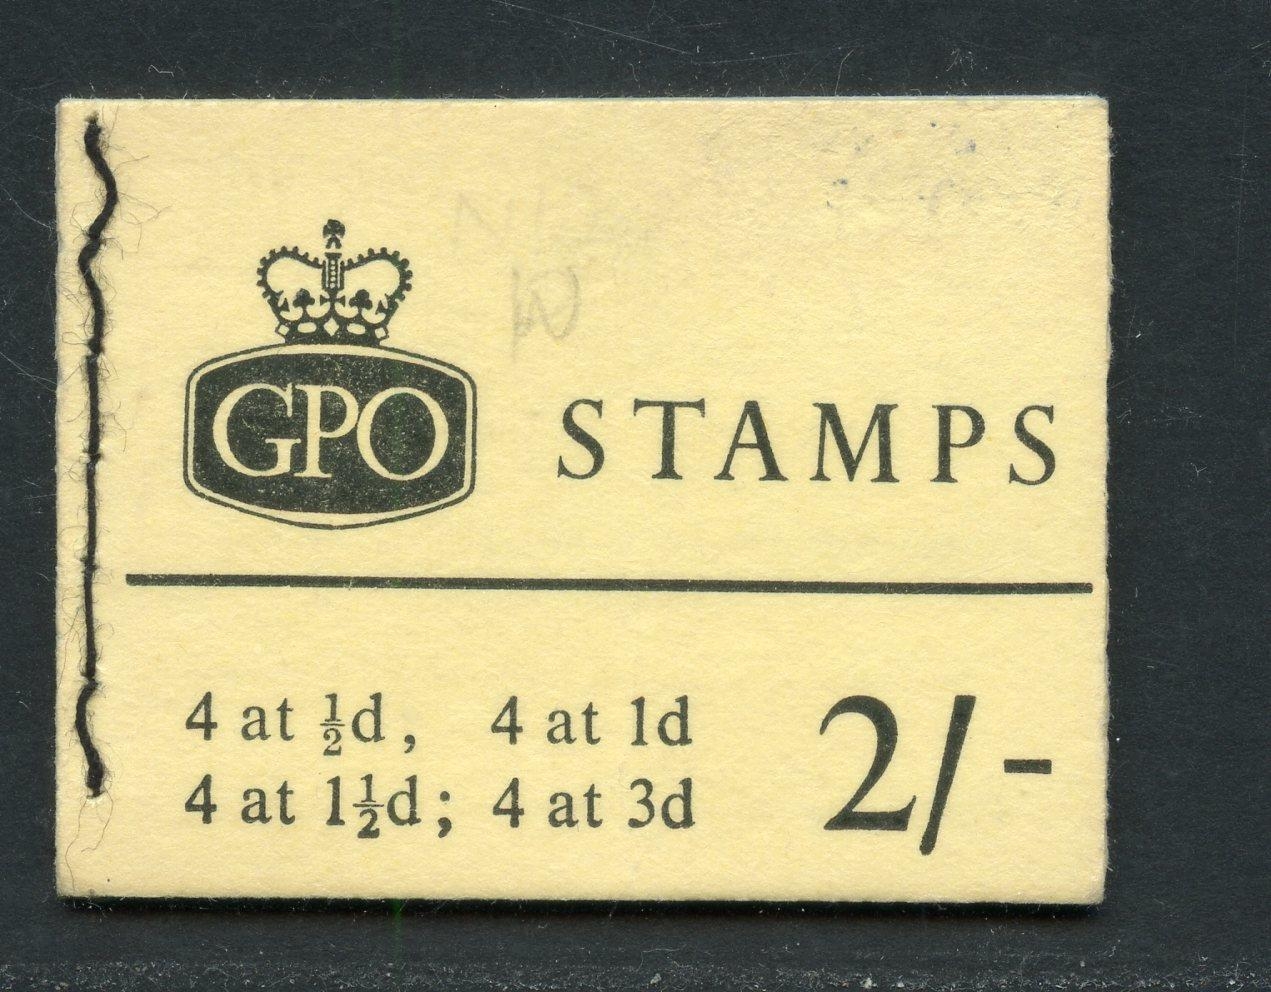 GPO
STAMPS
4 at ½d, 4 at 1d
4 at 1½d; 4 at 3d
2/-